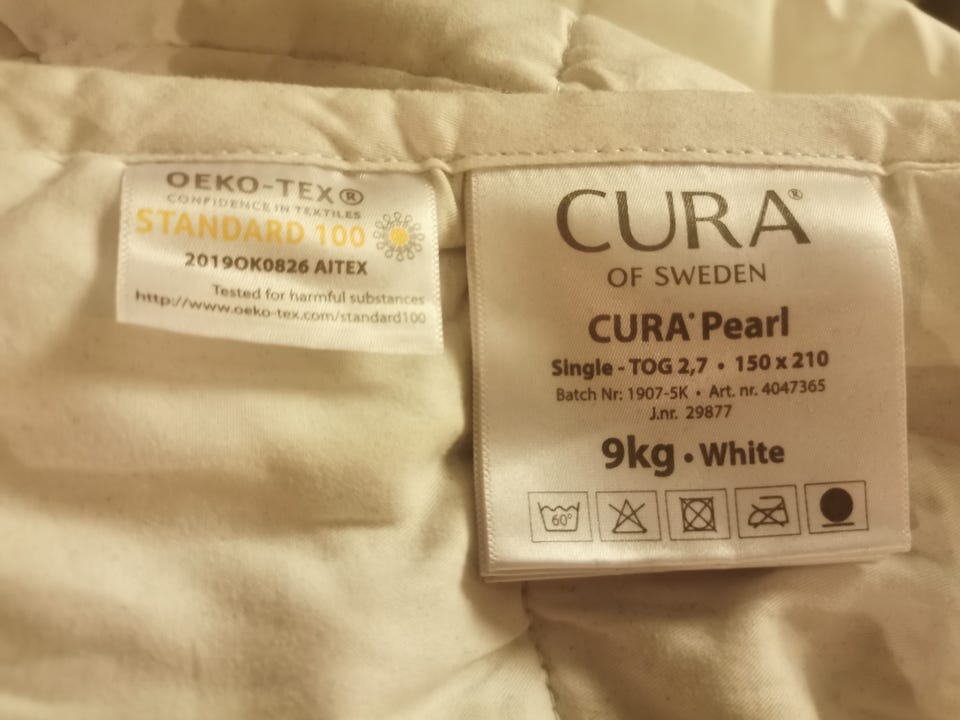 OEKO-TEX®
CONFIDENCE IN TEXTILES
STANDARD 100
2019OK0826 AITEX
Tested for harmful substances
http://www.oeko-tex.com/standard100
CURA®
OF SWEDEN
CURA® Pearl
Single - TOG 2,7 • 150 x 210
Batch Nr: 1907-5K • Art. nr. 4047365
J.nr. 29877
9kg • White
60°